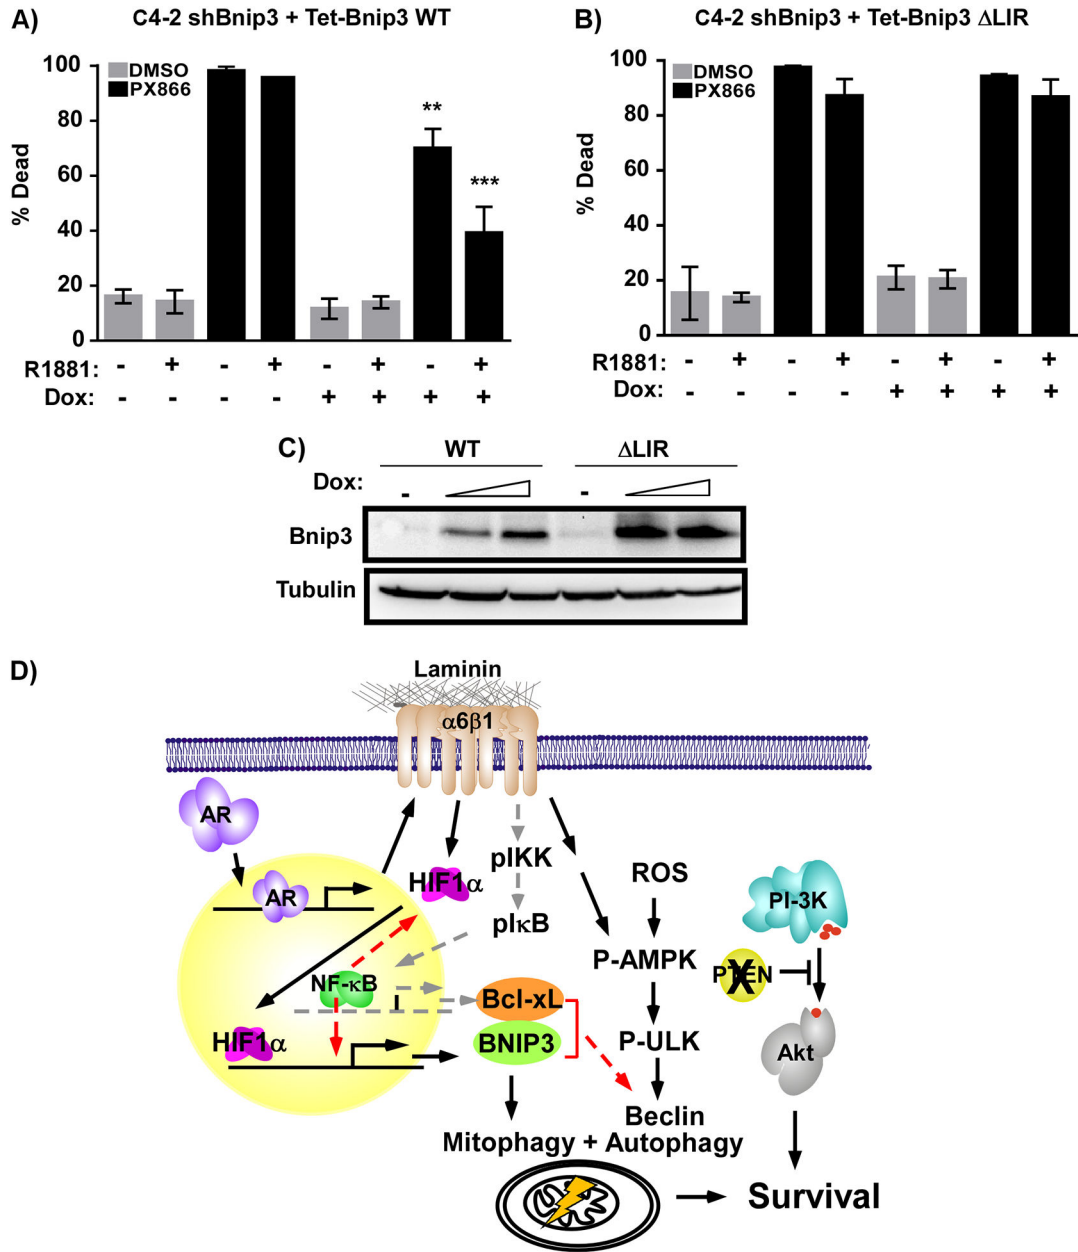 A)
C4-2 shBnip3 + Tet-Bnip3 WT
% Dead
100
80
60
40
20
0
DMSO
PX866
**
***
R1881: - + - + - + - +
Dox: - - - - + + + +
B)
C4-2 shBnip3 + Tet-Bnip3 ΔLIR
% Dead
100
80
60
40
20
0
DMSO
PX866
R1881: - + - + - + - +
Dox: - - - - + + + +
C)
WT ΔLIR
Dox: - -
Bnip3
Tubulin
D)
Laminin
α6β1
AR
AR
HIF1α
pIKK
pIκB
NF-κB
HIF1α
Bcl-xL
BNIP3
ROS
P-AMPK
P-ULK
Beclin
Mitophagy + Autophagy
PI-3K
PTEN
X
Akt
Survival